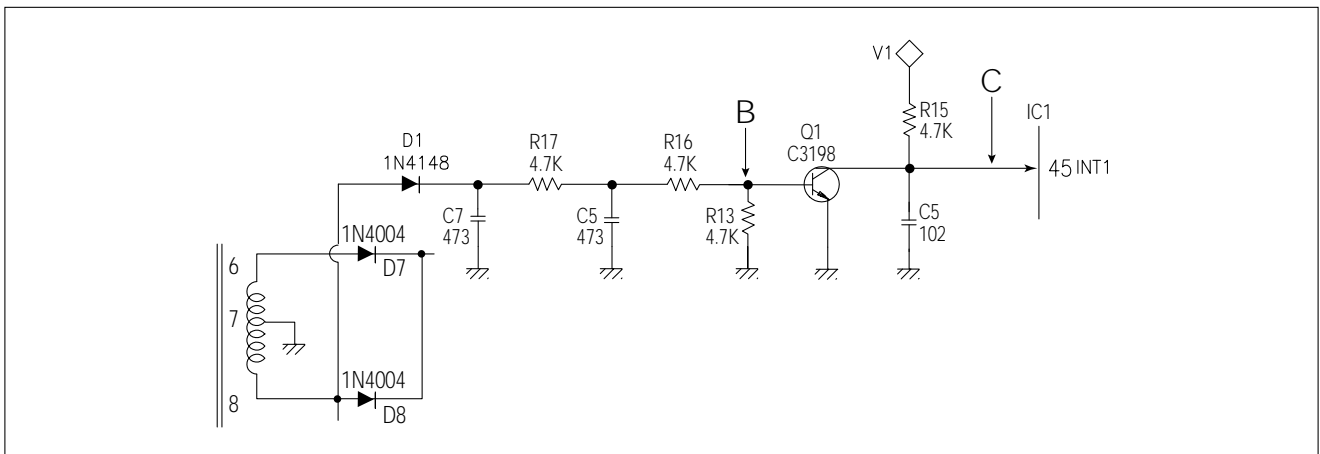 V1
R15
4.7K
C
IC1
B
D1
1N4148
R17
4.7K
R16
4.7K
Q1
C3198
45 INT1
C7
473
C5
473
R13
4.7K
C5
102
1N4004
D7
6
7
8
1N4004
D8